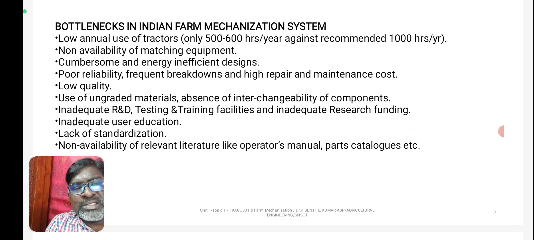 BOTTLENECKS IN INDIAN FARM MECHANIZATION SYSTEM
•Low annual use of tractors (only 500-600 hrs/year against recommended 1000 hrs/yr).
•Non availability of matching equipment.
•Cumbersome and energy inefficient designs.
•Poor reliability, frequent breakdowns and high repair and maintenance cost.
•Low quality.
•Use of ungraded materials, absence of inter-changeability of components.
•Inadequate R&D, Testing &Training facilities and inadequate Research funding.
•Inadequate user education.
•Lack of standardization.
•Non-availability of relevant literature like operator's manual, parts catalogues etc.